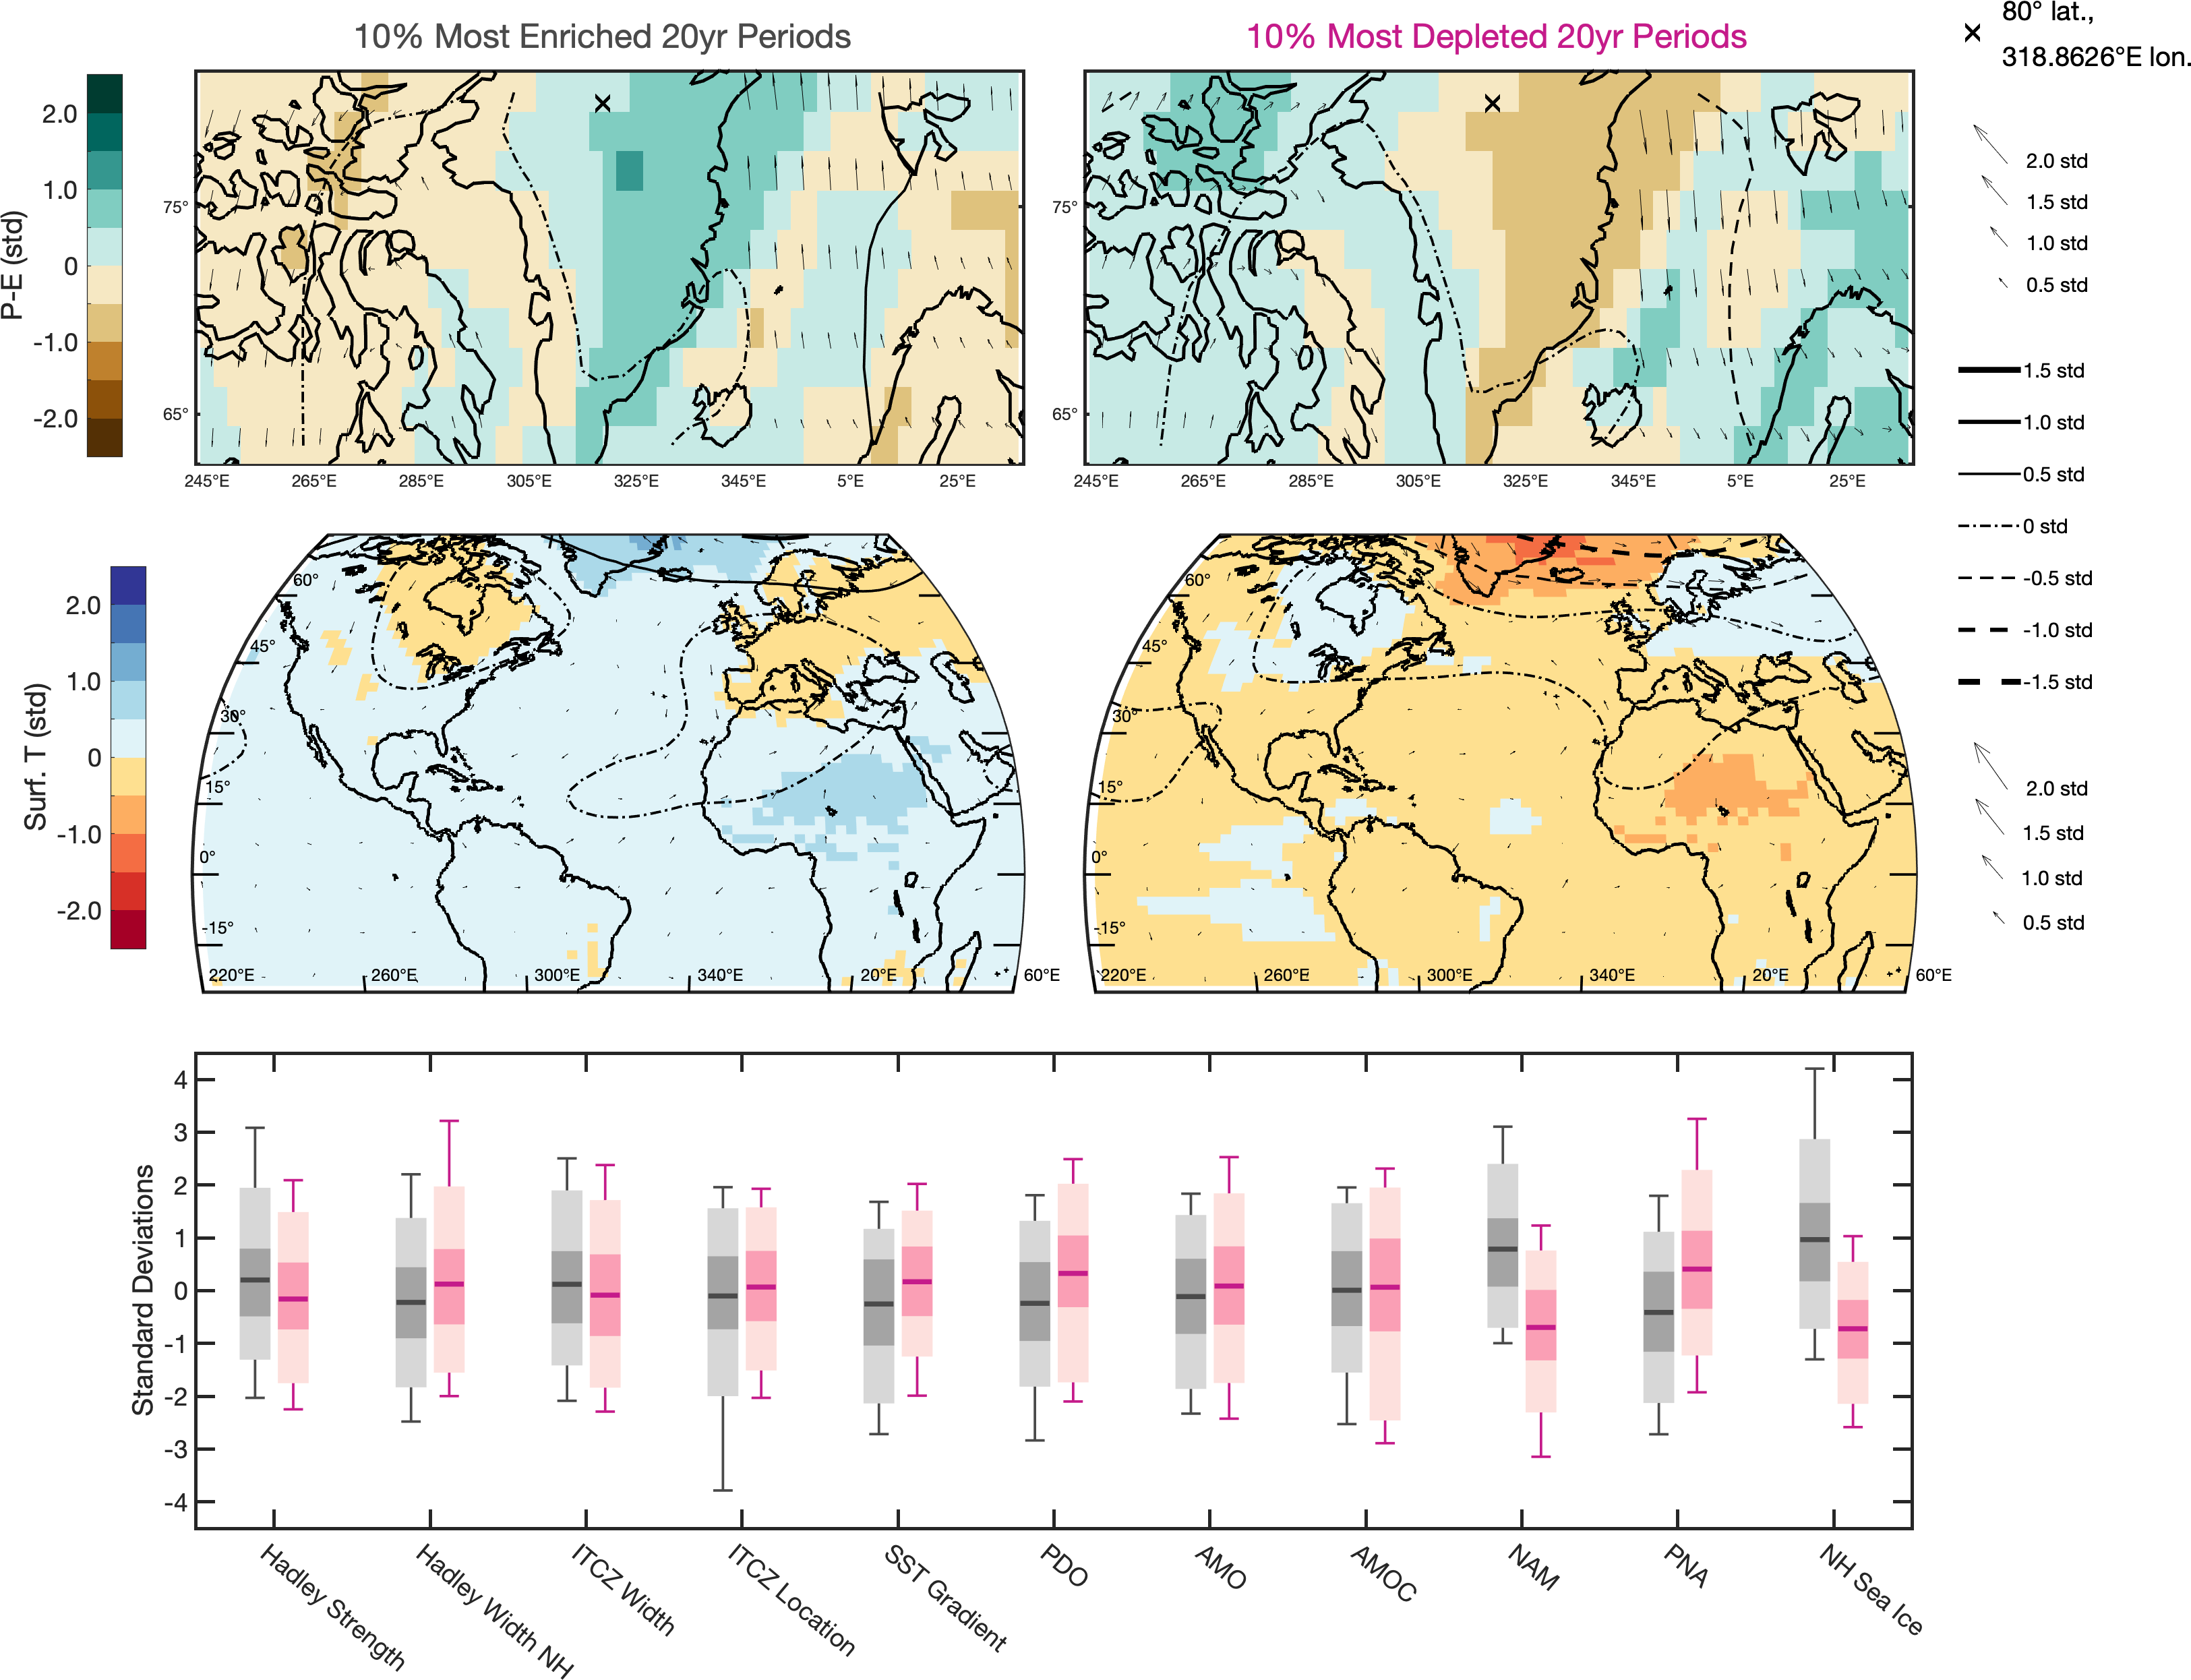 10% Most Enriched 20yr Periods
10% Most Depleted 20yr Periods
80° lat.,
318.8626°E lon.
P-E (std)
2.0
1.0
0
-1.0
-2.0
75°
65°
245°E 265°E 285°E 305°E 325°E 345°E 5°E 25°E
75°
65°
245°E 265°E 285°E 305°E 325°E 345°E 5°E 25°E
2.0 std
1.5 std
1.0 std
0.5 std
1.5 std
1.0 std
0.5 std
0 std
-0.5 std
-1.0 std
-1.5 std
2.0 std
1.5 std
1.0 std
0.5 std
Surf. T (std)
2.0
1.0
0
-1.0
-2.0
60°
45°
30°
15°
0°
-15°
220°E 260°E 300°E 340°E 20°E 60°E
60°
45°
30°
15°
0°
-15°
220°E 260°E 300°E 340°E 20°E 60°E
Standard Deviations
4
3
2
1
0
-1
-2
-3
-4
Hadley Strength
Hadley Width NH
ITCZ Width
ITCZ Location
SST Gradient
PDO
AMO
AMOC
NAM
PNA
NH Sea Ice